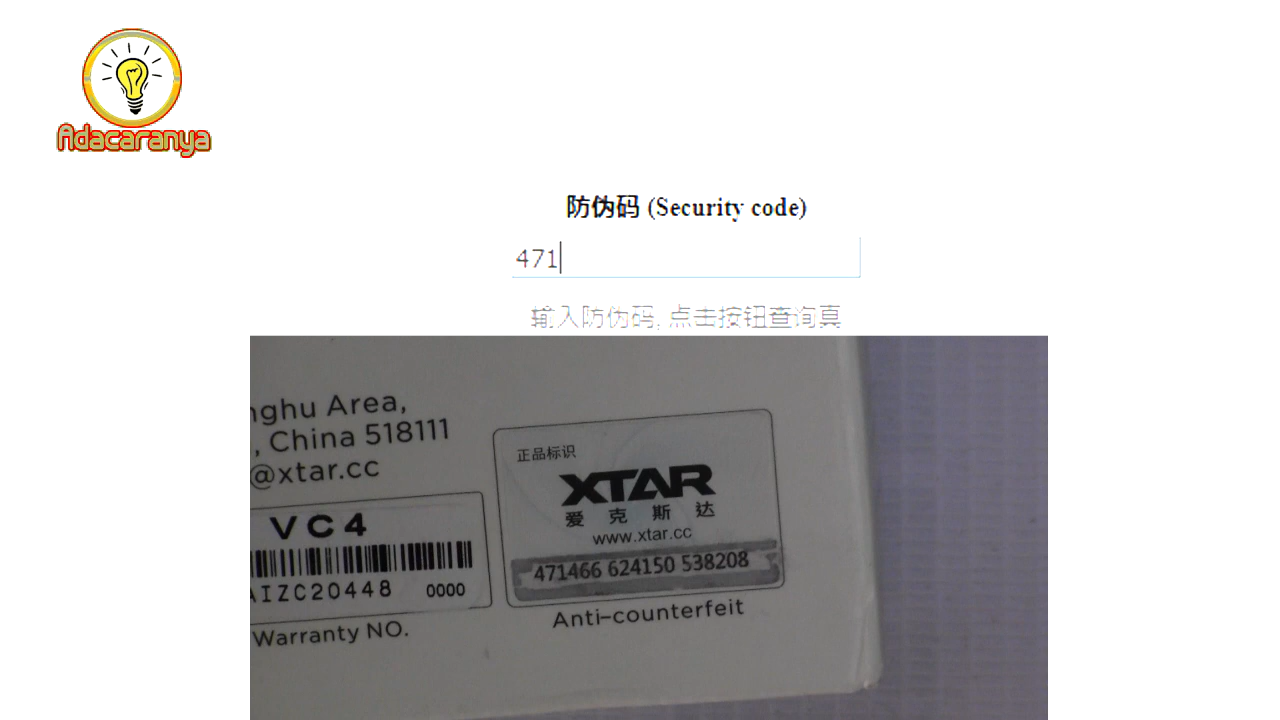 Adacaranya
防伪码 (Security code)
471
输入防伪码, 点击按钮查询真
nghu Area,
, China 518111
@xtar.cc
VC4
AIZC20448 0000
Warranty NO.
正品标识
XTAR
爱克斯达
www.xtar.cc
471466 624150 538208
Anti-counterfeit